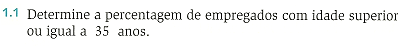 1.1 Determine a percentagem de empregados com idade superior
ou igual a 35 anos.